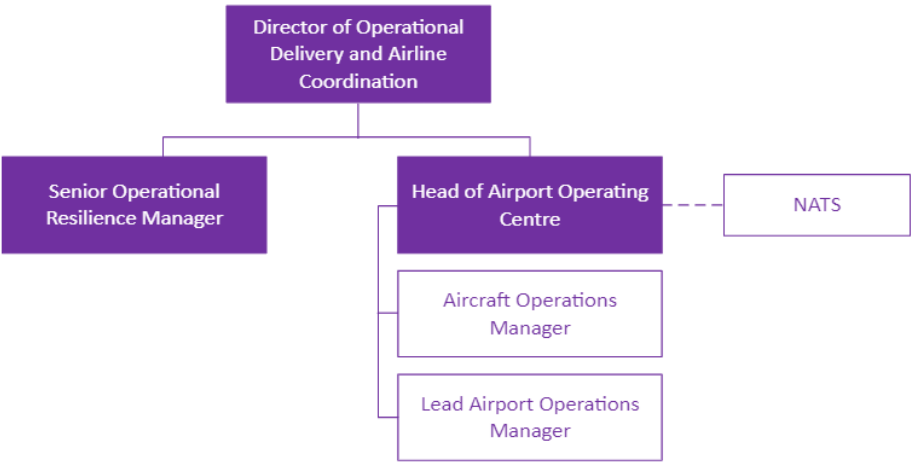 Director of Operational
Delivery and Airline
Coordination
Senior Operational
Resilience Manager
Head of Airport Operating
Centre
NATS
Aircraft Operations
Manager
Lead Airport Operations
Manager